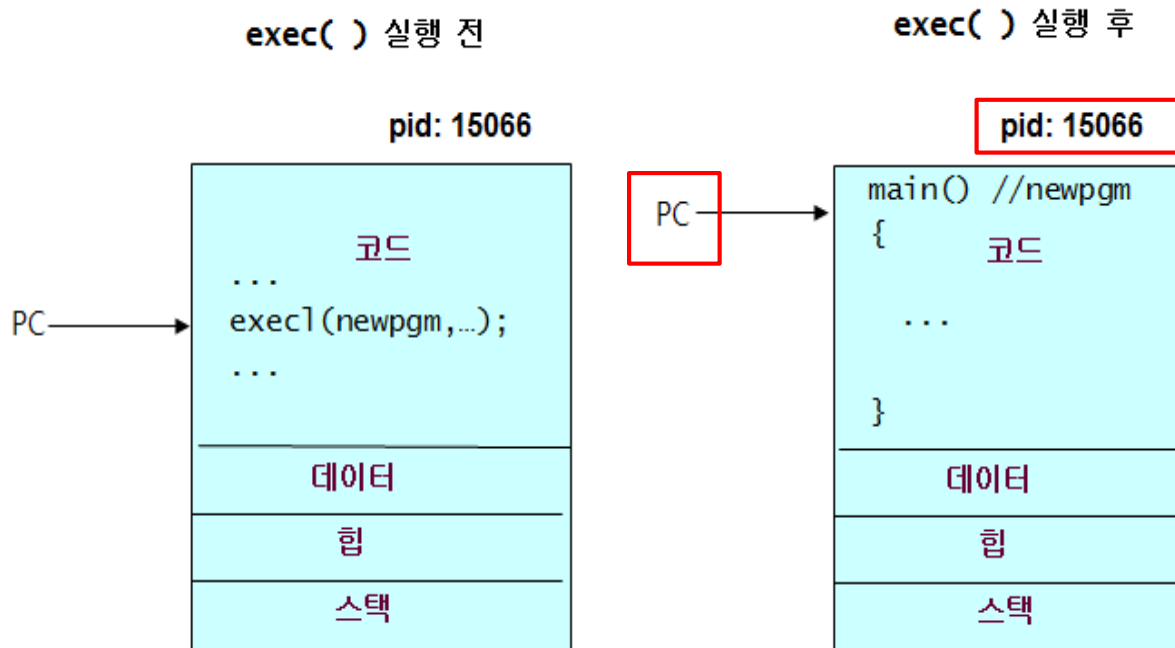 exec( ) 실행 전
pid: 15066
PC
코드
...
execl(newpgm,…);
...
데이터
힙
스택
exec( ) 실행 후
pid: 15066
PC
main() //newpgm
{
코드
...
}
데이터
힙
스택